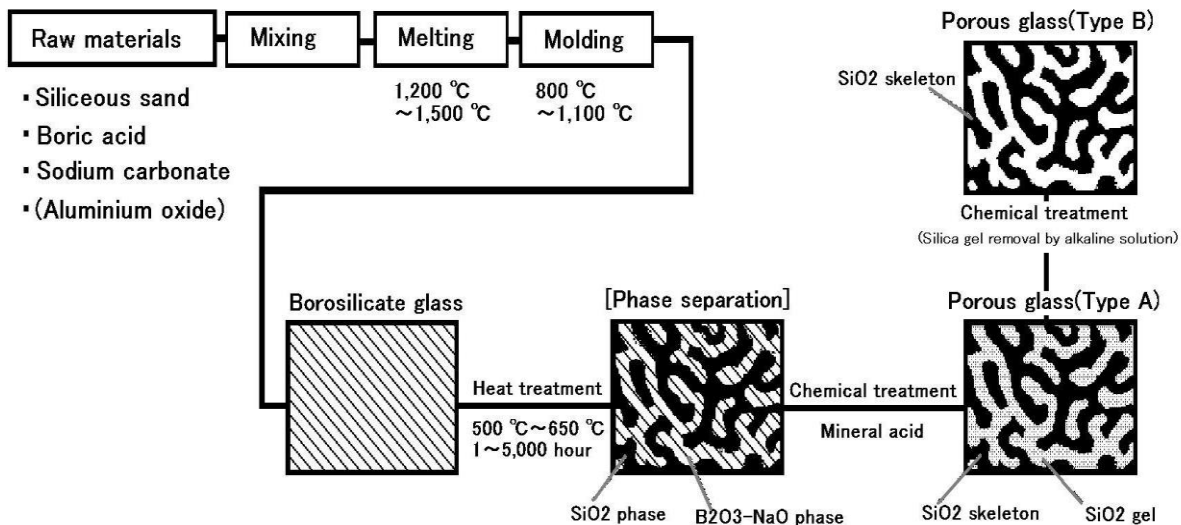 Raw materials
Mixing
Melting
Molding
・Siliceous sand
・Boric acid
・Sodium carbonate
・(Aluminium oxide)
1,200 ℃
～1,500 ℃
800 ℃
～1,100 ℃
Porous glass(Type B)
SiO2 skeleton
Chemical treatment
(Silica gel removal by alkaline solution)
Borosilicate glass
Heat treatment
500 ℃～650 ℃
1～5,000 hour
[Phase separation]
SiO2 phase
B2O3-NaO phase
Chemical treatment
Mineral acid
Porous glass(Type A)
SiO2 skeleton
SiO2 gel